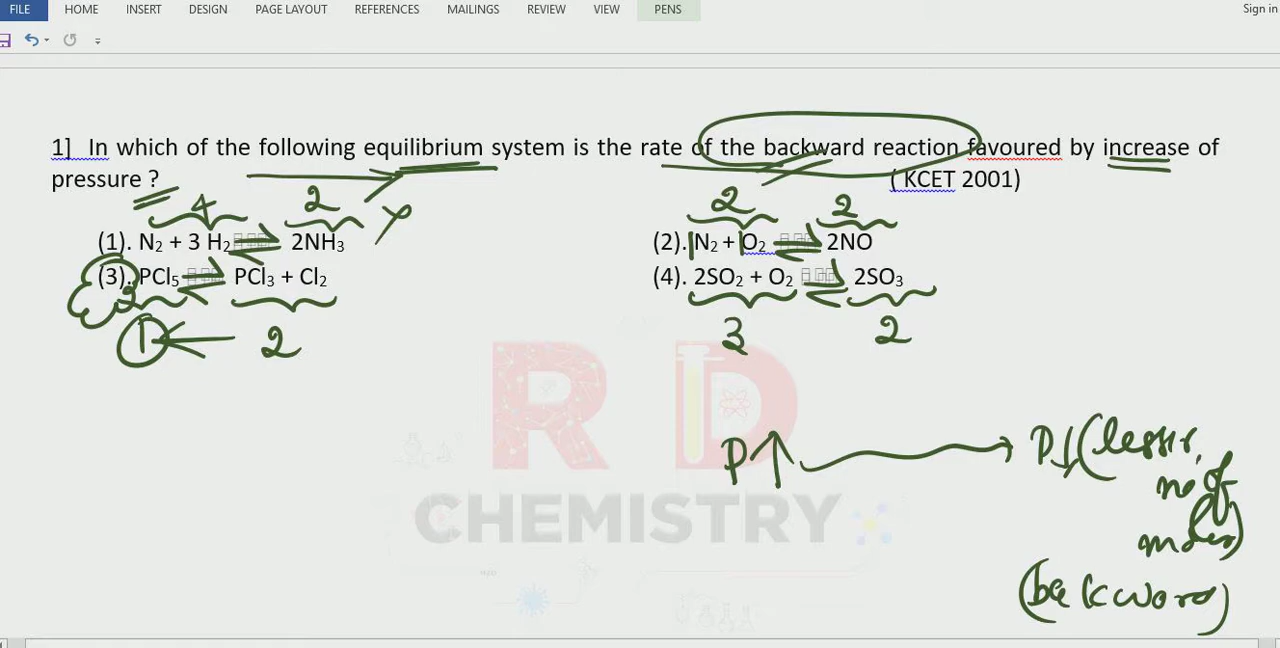 FILE HOME INSERT DESIGN PAGE LAYOUT REFERENCES MAILINGS REVIEW VIEW PENS Sign in
1] In which of the following equilibrium system is the rate of the backward reaction favoured by increase of
pressure ? ( KCET 2001)
4 2 2 2
(1). N₂ + 3 H₂ ⇌ 2NH₃ (2). N₂ + O₂ ⇌ 2NO
(3). PCl₅ ⇌ PCl₃ + Cl₂ (4). 2SO₂ + O₂ ⇌ 2SO₃
1 ← 2 3 2
R D
P↑ → P↓ (lesser
no of
CHEMISTRY
moles)
(backword)